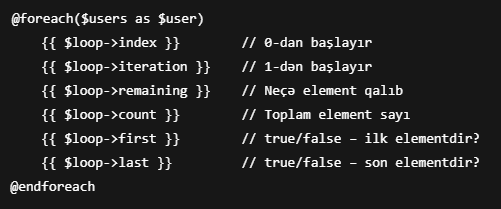 @foreach($users as $user)
    {{ $loop->index }}         // 0-dan başlayır
    {{ $loop->iteration }}     // 1-dən başlayır
    {{ $loop->remaining }}     // Neçə element qalıb
    {{ $loop->count }}         // Toplam element sayı
    {{ $loop->first }}         // true/false – ilk elementdir?
    {{ $loop->last }}          // true/false – son elementdir?
@endforeach